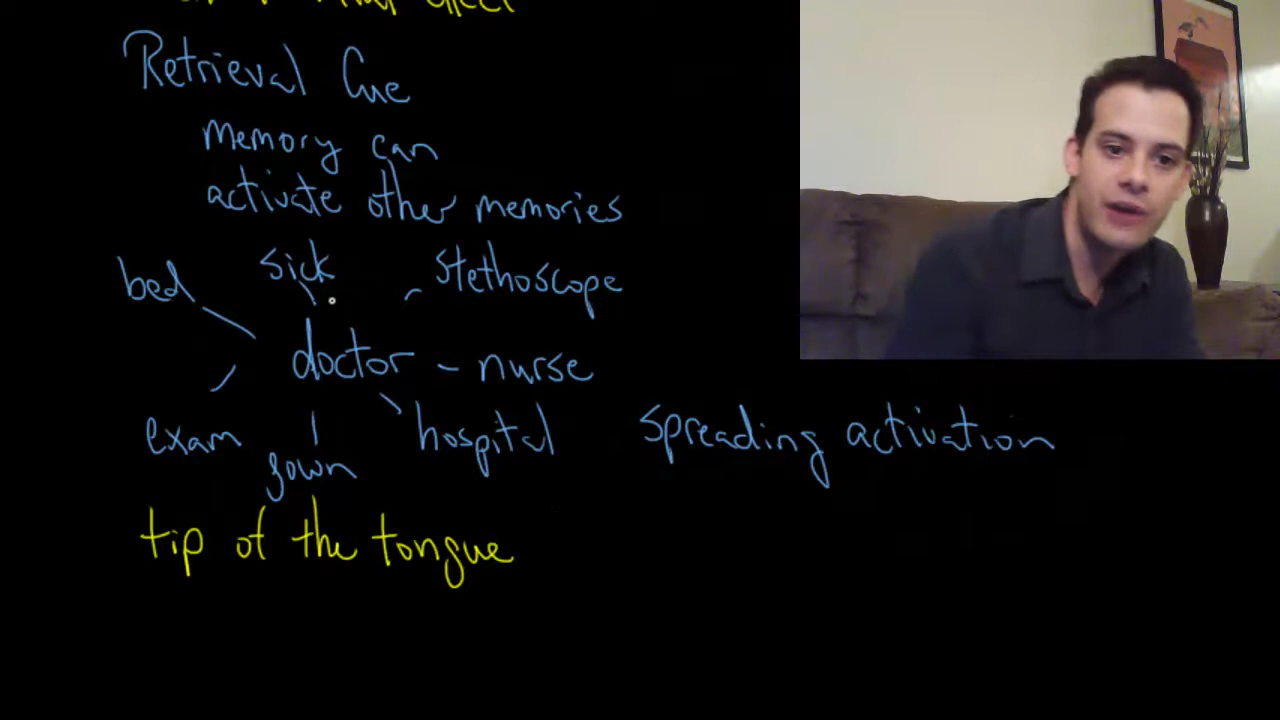 Retrieval Cue
memory can
activate other memories
sick
stethoscope
bed
doctor - nurse
exam
gown
hospital
spreading activation
tip of the tongue